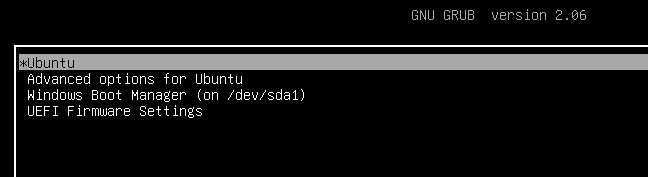 GNU GRUB  version 2.06
*Ubuntu
Advanced options for Ubuntu
Windows Boot Manager (on /dev/sda1)
UEFI Firmware Settings